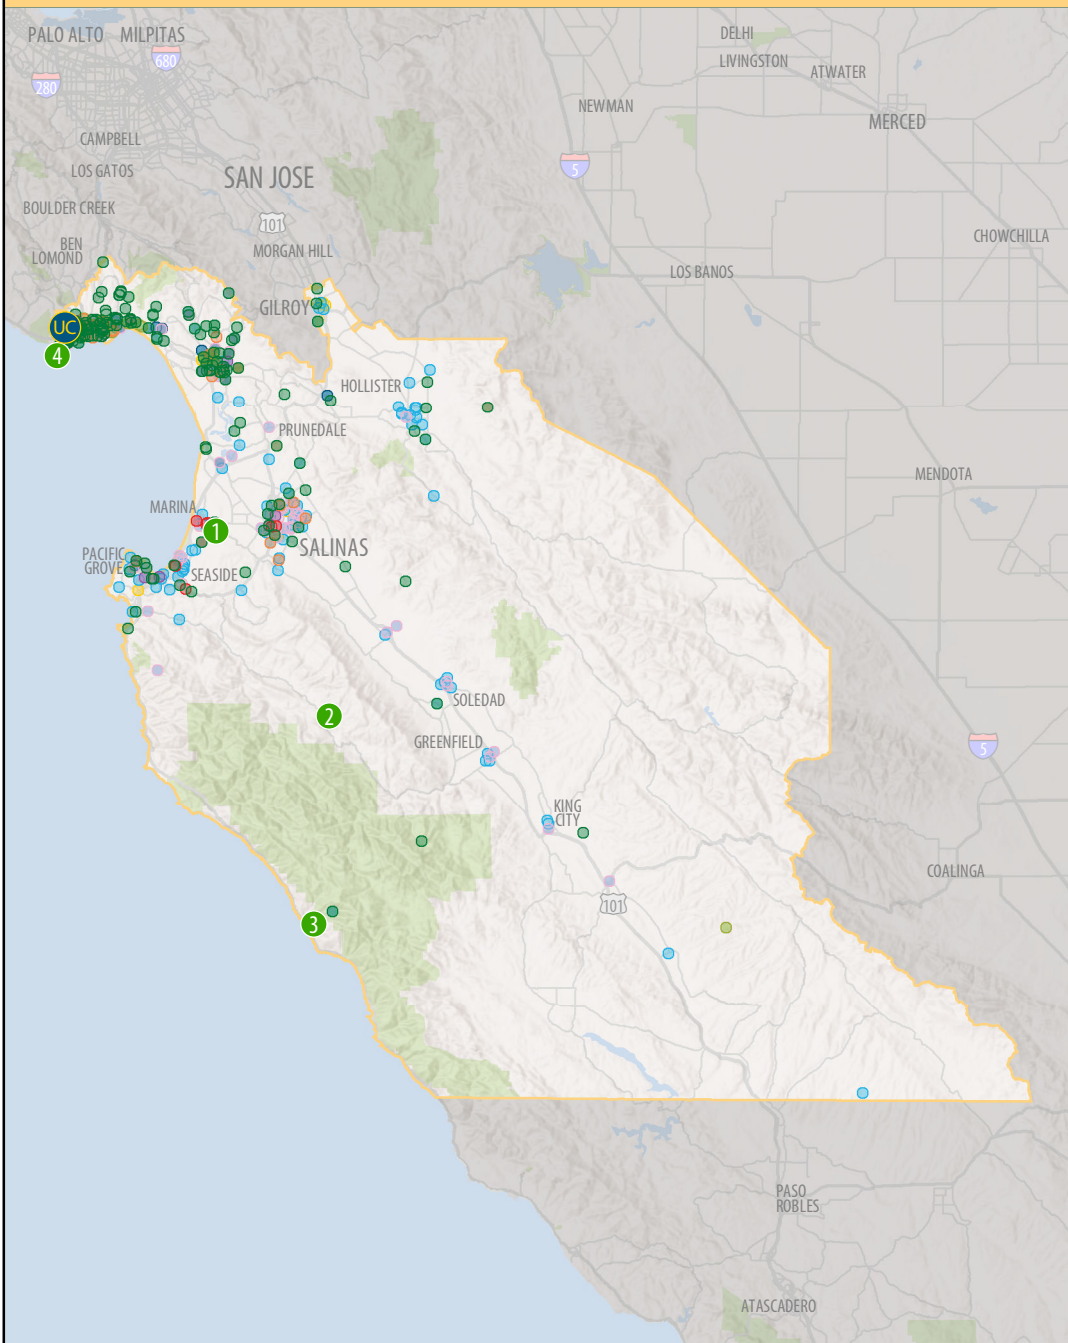 PALO ALTO
MILPITAS
DELHI
680
LIVINGSTON
ATWATER
280
NEWMAN
MERCED
CAMPBELL
5
LOS GATOS
SAN JOSE
BOULDER CREEK
101
CHOWCHILLA
BEN
LOMOND
MORGAN HILL
LOS BANOS
GILROY
UC
4
HOLLISTER
PRUNEDALE
MENDOTA
MARINA
1
SALINAS
PACIFIC
GROVE
SEASIDE
SOLEDAD
2
GREENFIELD
5
KING
CITY
COALINGA
101
3
PASO
ROBLES
ATASCADERO